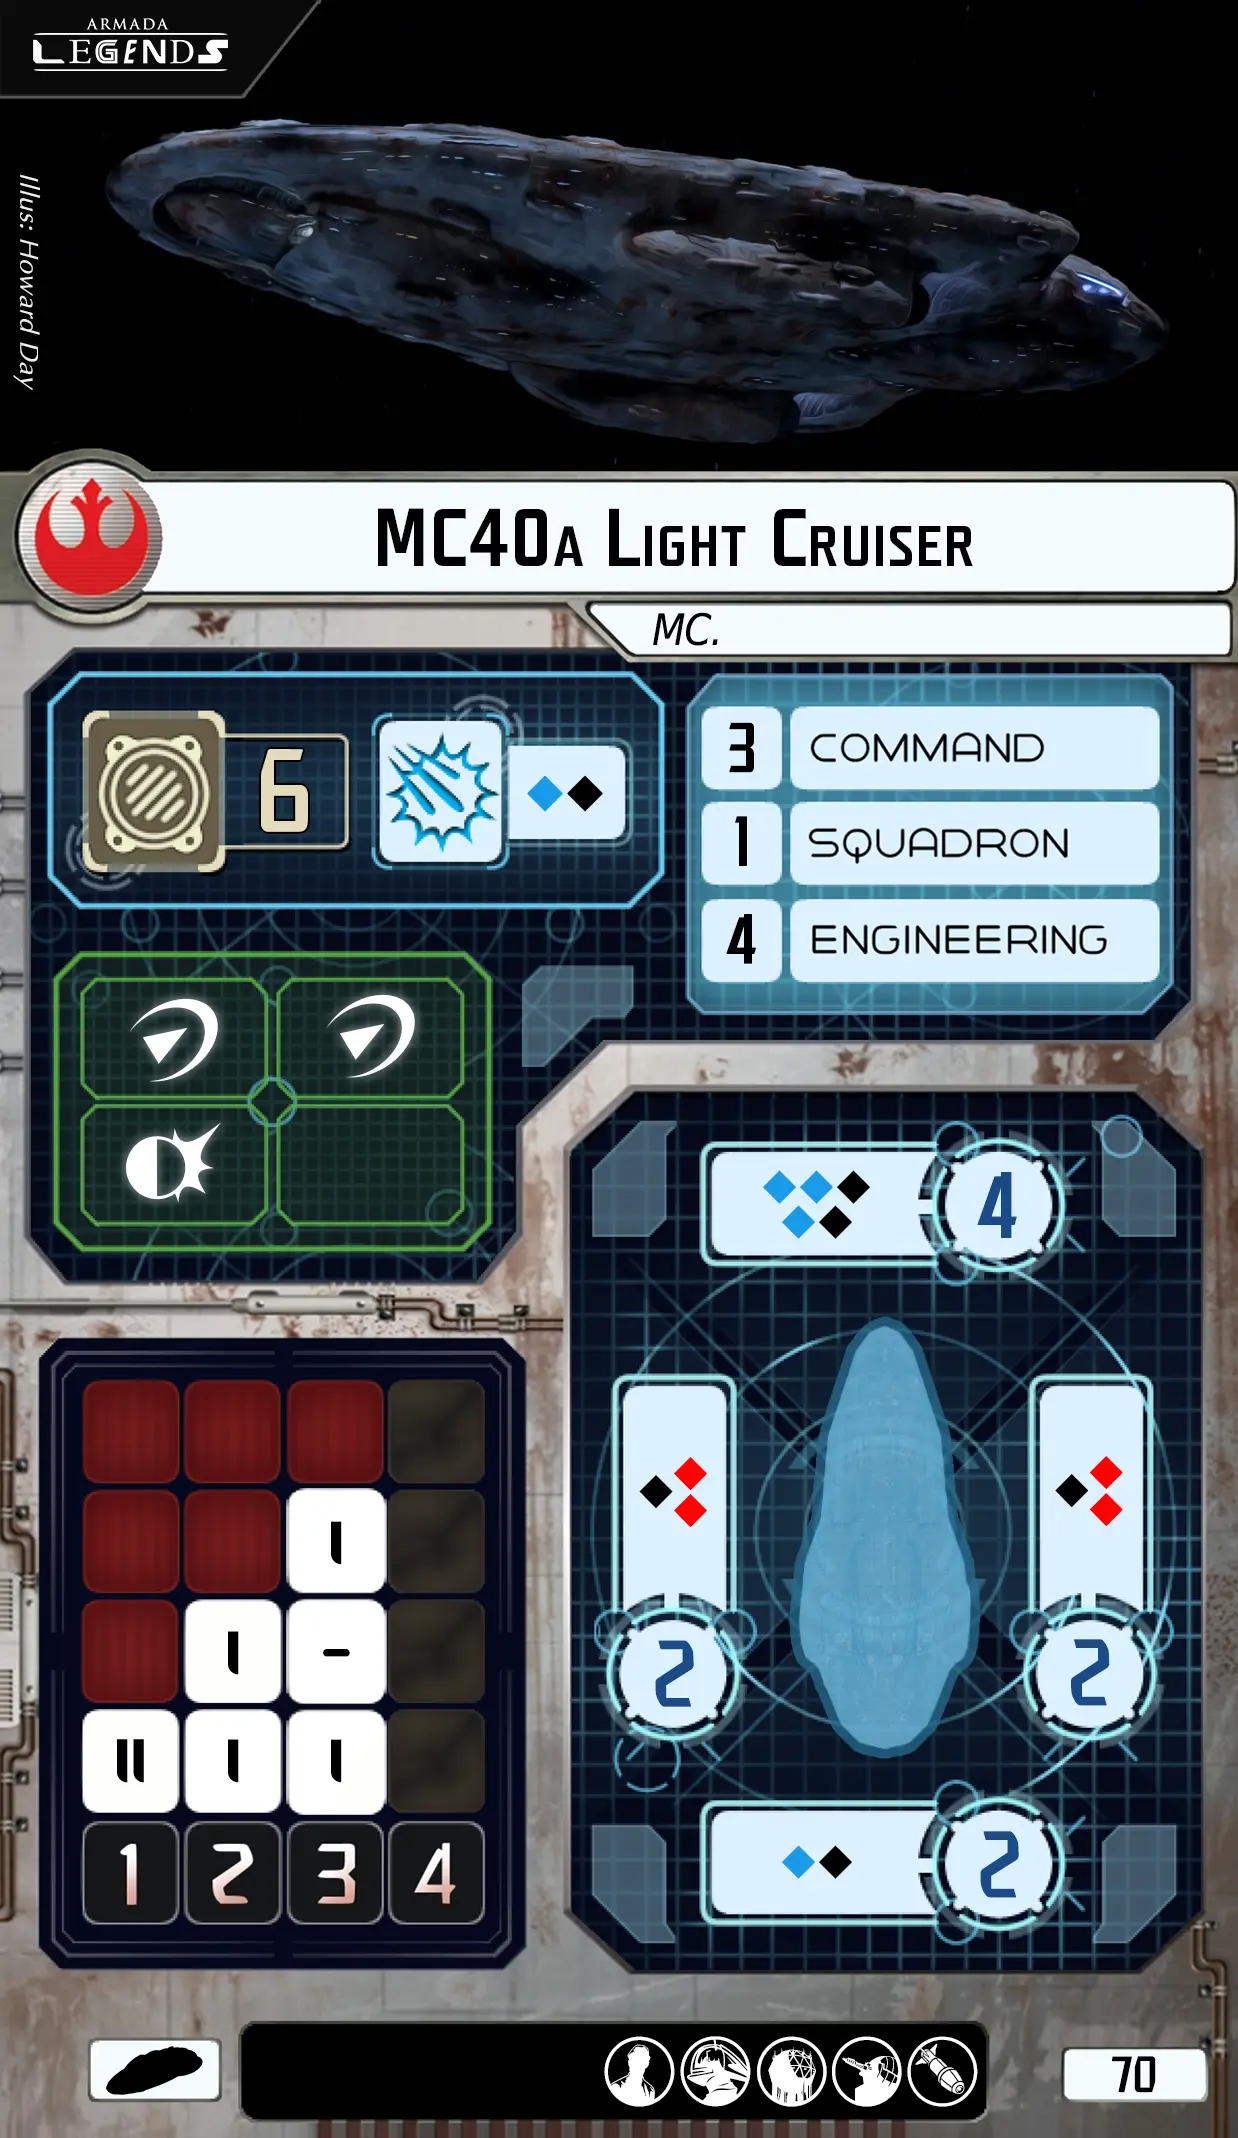 ARMADA
LEGENDS
Illus: Howard Day
MC40A LIGHT CRUISER
MC.
6
3 COMMAND
1 SQUADRON
4 ENGINEERING
4
2
2
2
I
I -
II I I
1 2 3 4
70